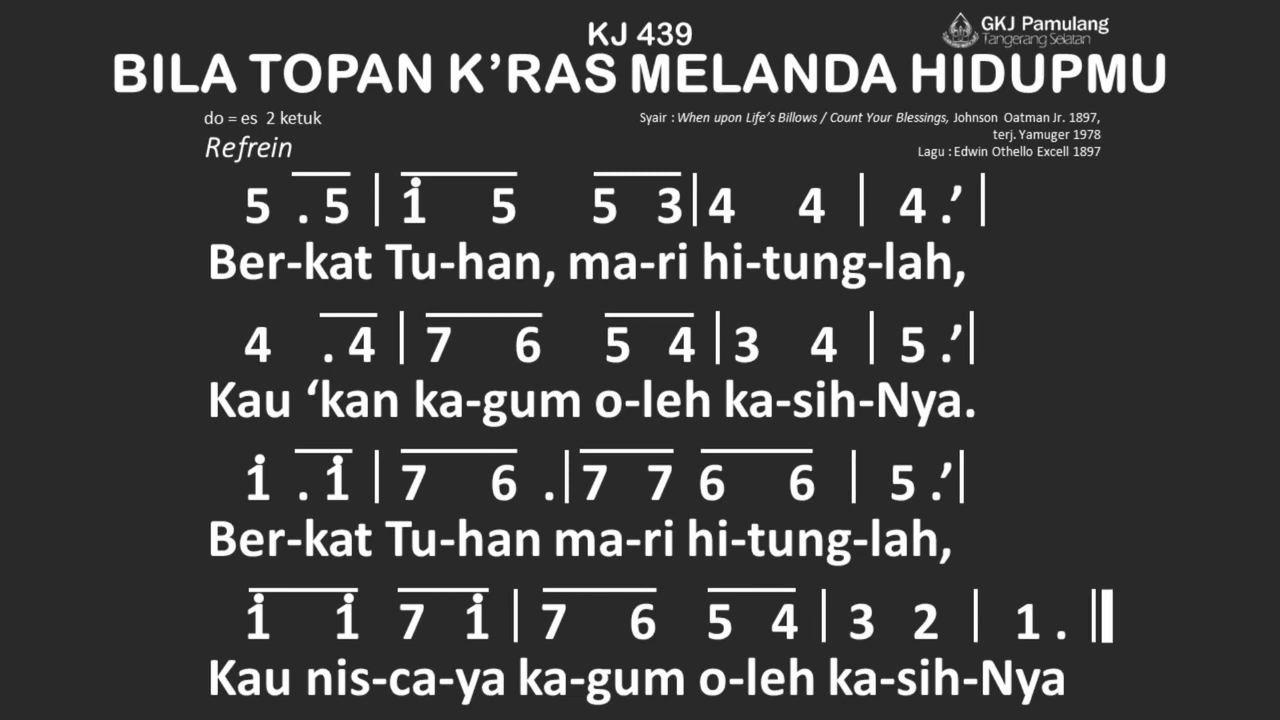 KJ 439
GKJ Pamulang
Tangerang Selatan
BILA TOPAN K’RAS MELANDA HIDUPMU
do = es 2 ketuk
Syair : When upon Life’s Billows / Count Your Blessings, Johnson Oatman Jr. 1897,
terj. Yamuger 1978
Refrein
Lagu : Edwin Othello Excell 1897
5 . 5 | 1̇ 5 5 3 | 4 4 | 4 .’ |
Ber-kat Tu-han, ma-ri hi-tung-lah,
4 . 4 | 7 6 5 4 | 3 4 | 5 .’ |
Kau ‘kan ka-gum o-leh ka-sih-Nya.
1̇ . 1̇ | 7 6 . | 7 7 6 6 | 5 .’ |
Ber-kat Tu-han ma-ri hi-tung-lah,
1̇ 1̇ 7 1̇ | 7 6 5 4 | 3 2 | 1 . ||
Kau nis-ca-ya ka-gum o-leh ka-sih-Nya